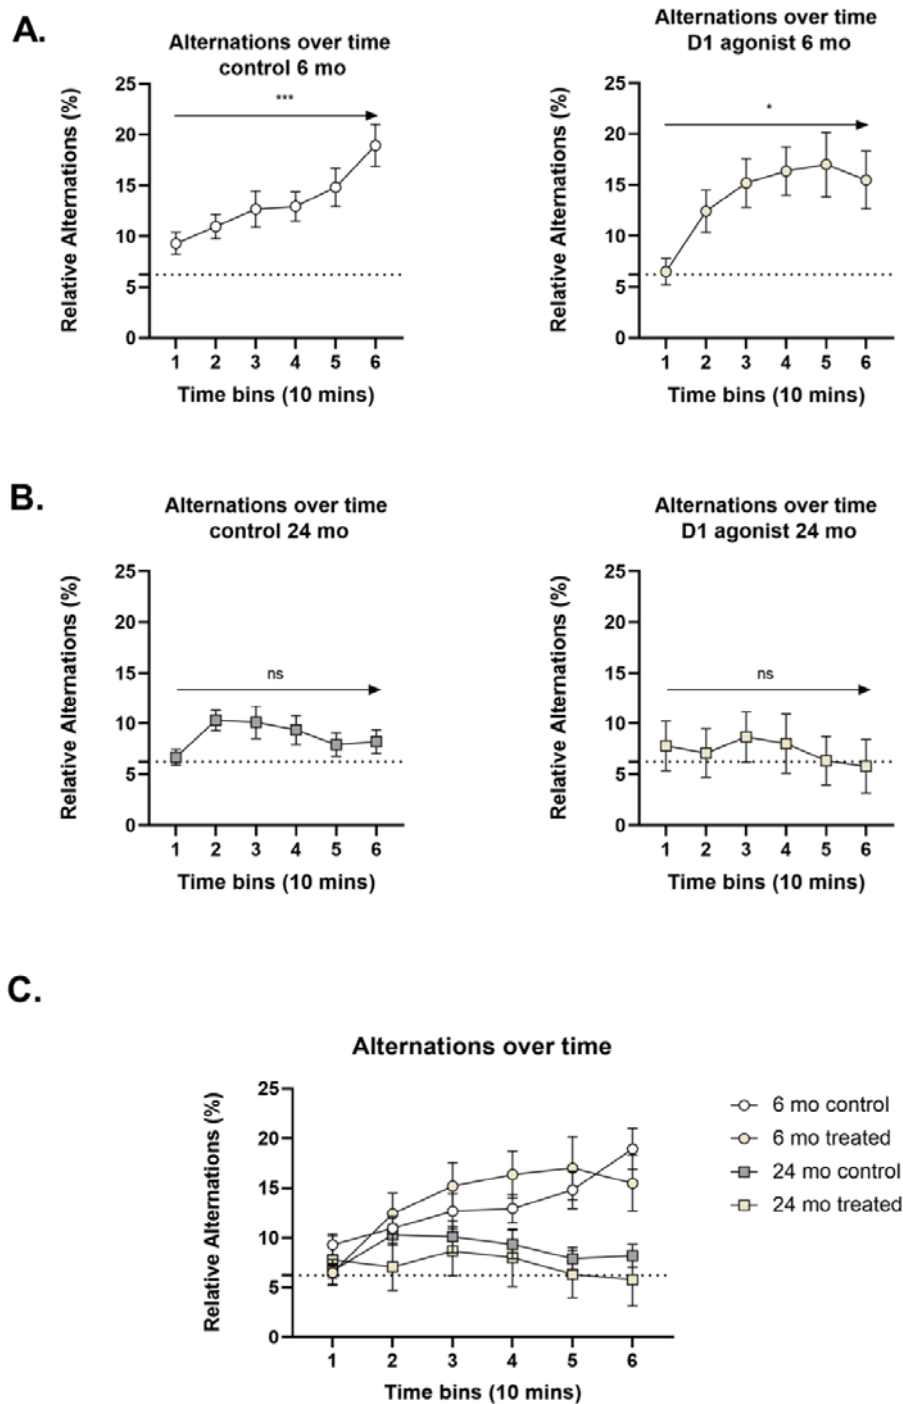 A.
Alternations over time
control 6 mo
Relative Alternations (%)
25
20
15
10
5
0
***
1 2 3 4 5 6
Time bins (10 mins)
Alternations over time
D1 agonist 6 mo
Relative Alternations (%)
25
20
15
10
5
0
*
1 2 3 4 5 6
Time bins (10 mins)
B.
Alternations over time
control 24 mo
Relative Alternations (%)
25
20
15
10
5
0
ns
1 2 3 4 5 6
Time bins (10 mins)
Alternations over time
D1 agonist 24 mo
Relative Alternations (%)
25
20
15
10
5
0
ns
1 2 3 4 5 6
Time bins (10 mins)
C.
Alternations over time
Relative Alternations (%)
25
20
15
10
5
0
1 2 3 4 5 6
Time bins (10 mins)
6 mo control
6 mo treated
24 mo control
24 mo treated